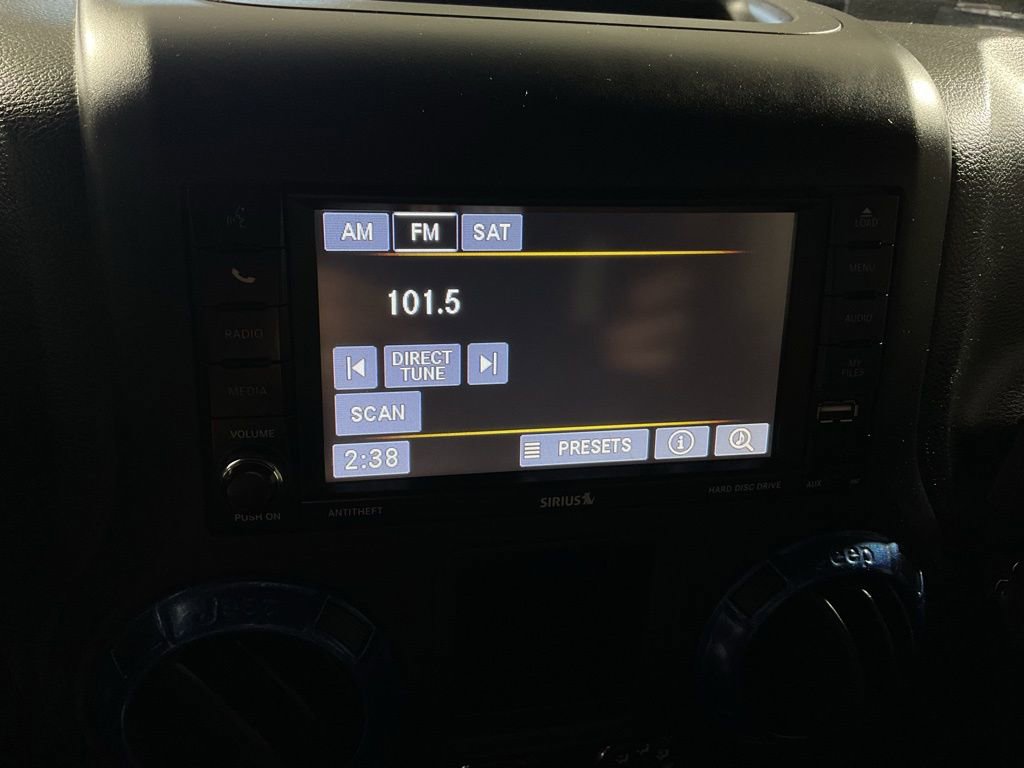 AM FM SAT
LOAD
MENU
101.5
RADIO
AUDIO
DIRECT
TUNE
MY
FILES
MEDIA
SCAN
VOLUME
2:38 PRESETS
PUSH ON
ANTITHEFT
SIRIUS
HARD DISC DRIVE
AUX
Jeep
Jeep